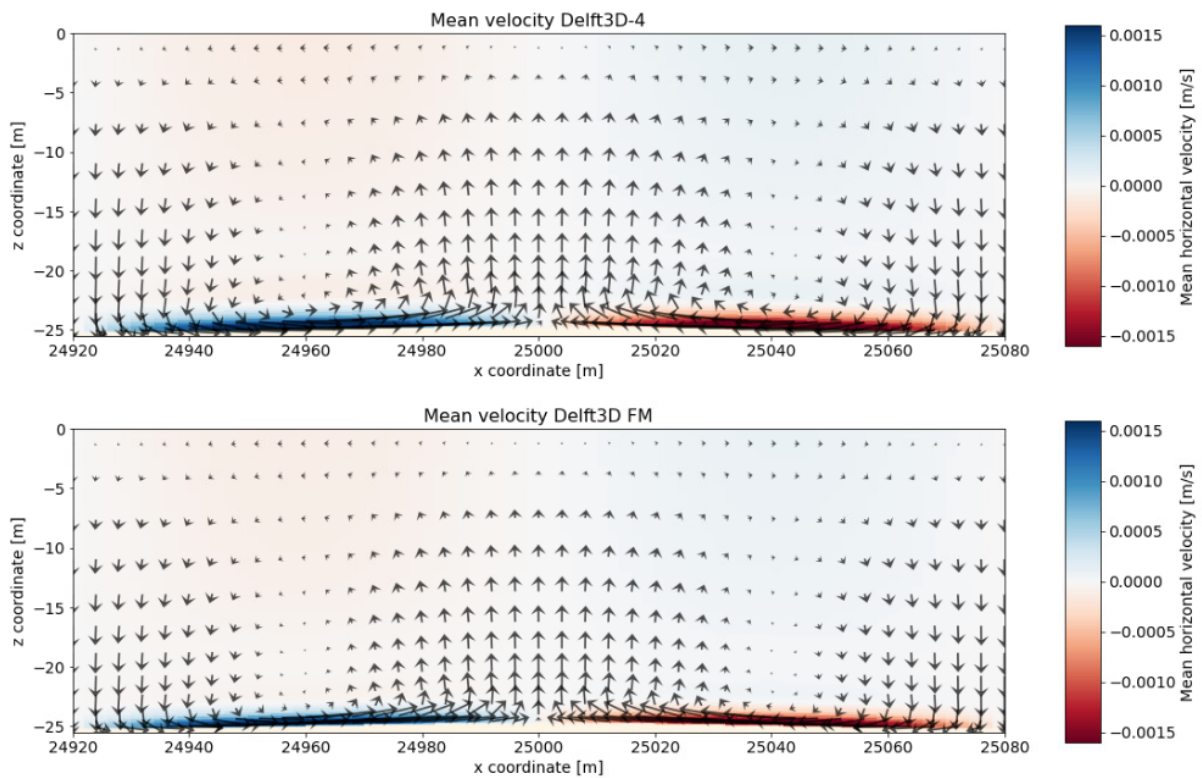 Mean velocity Delft3D-4
0
−5
−10
−15
−20
−25
z coordinate [m]
24920 24940 24960 24980 25000 25020 25040 25060 25080
x coordinate [m]
0.0015
0.0010
0.0005
0.0000
−0.0005
−0.0010
−0.0015
Mean horizontal velocity [m/s]
Mean velocity Delft3D FM
0
−5
−10
−15
−20
−25
z coordinate [m]
24920 24940 24960 24980 25000 25020 25040 25060 25080
x coordinate [m]
0.0015
0.0010
0.0005
0.0000
−0.0005
−0.0010
−0.0015
Mean horizontal velocity [m/s]